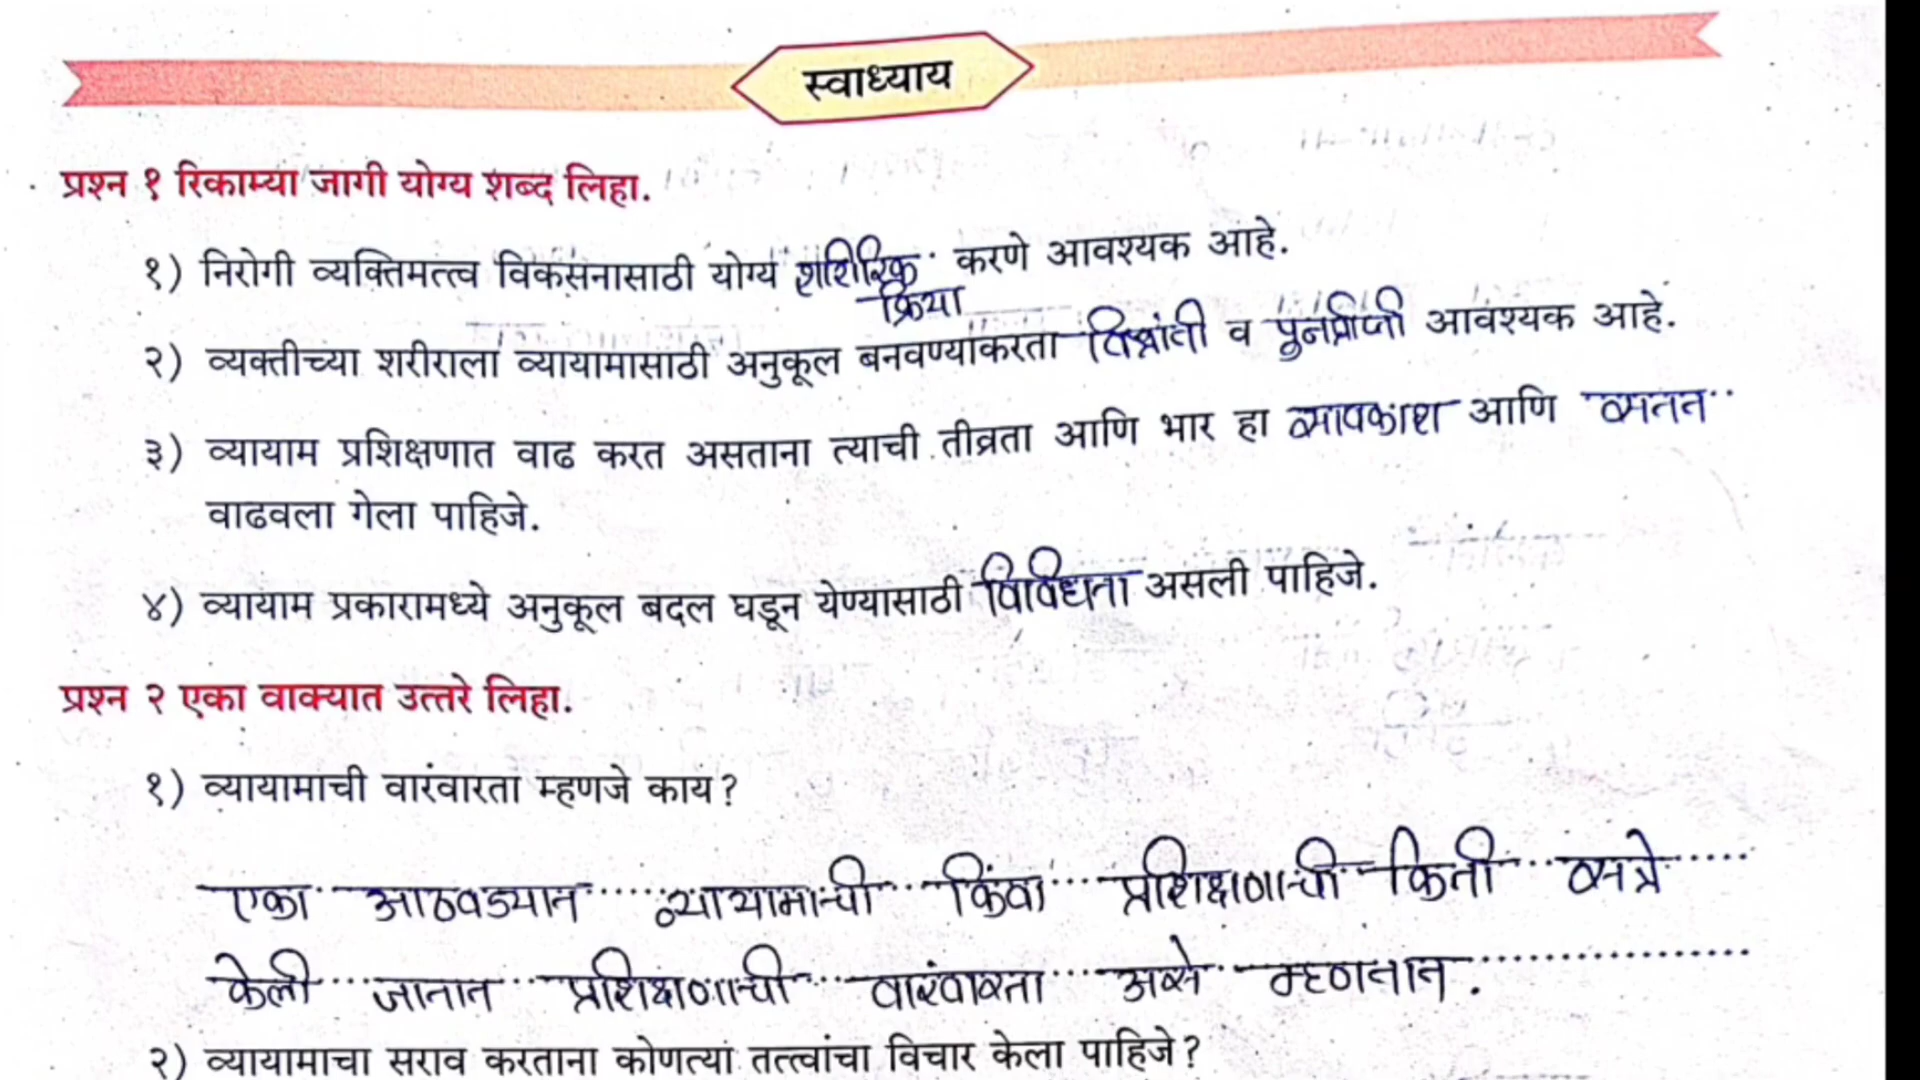 स्वाध्याय
प्रश्न १ रिकाम्या जागी योग्य शब्द लिहा.
१) निरोगी व्यक्तिमत्त्व विकसनासाठी योग्य शरीरिक करणे आवश्यक आहे.
क्रिया
२) व्यक्तीच्या शरीराला व्यायामासाठी अनुकूल बनवण्याकरता विश्रांती व पुनर्प्राप्ती आवश्यक आहे.
३) व्यायाम प्रशिक्षणात वाढ करत असताना त्याची तीव्रता आणि भार हा सावकाश आणि सतत
वाढवला गेला पाहिजे.
४) व्यायाम प्रकारामध्ये अनुकूल बदल घडून येण्यासाठी विविधता असली पाहिजे.
प्रश्न २ एका वाक्यात उत्तरे लिहा.
१) व्यायामाची वारंवारता म्हणजे काय?
एका आठवड्यात व्यायामाची किंवा प्रशिक्षणाची किती सत्रे
केली जातात प्रशिक्षणाची वारंवारता असे म्हणतात.
२) व्यायामाचा सराव करताना कोणत्या तत्त्वांचा विचार केला पाहिजे?